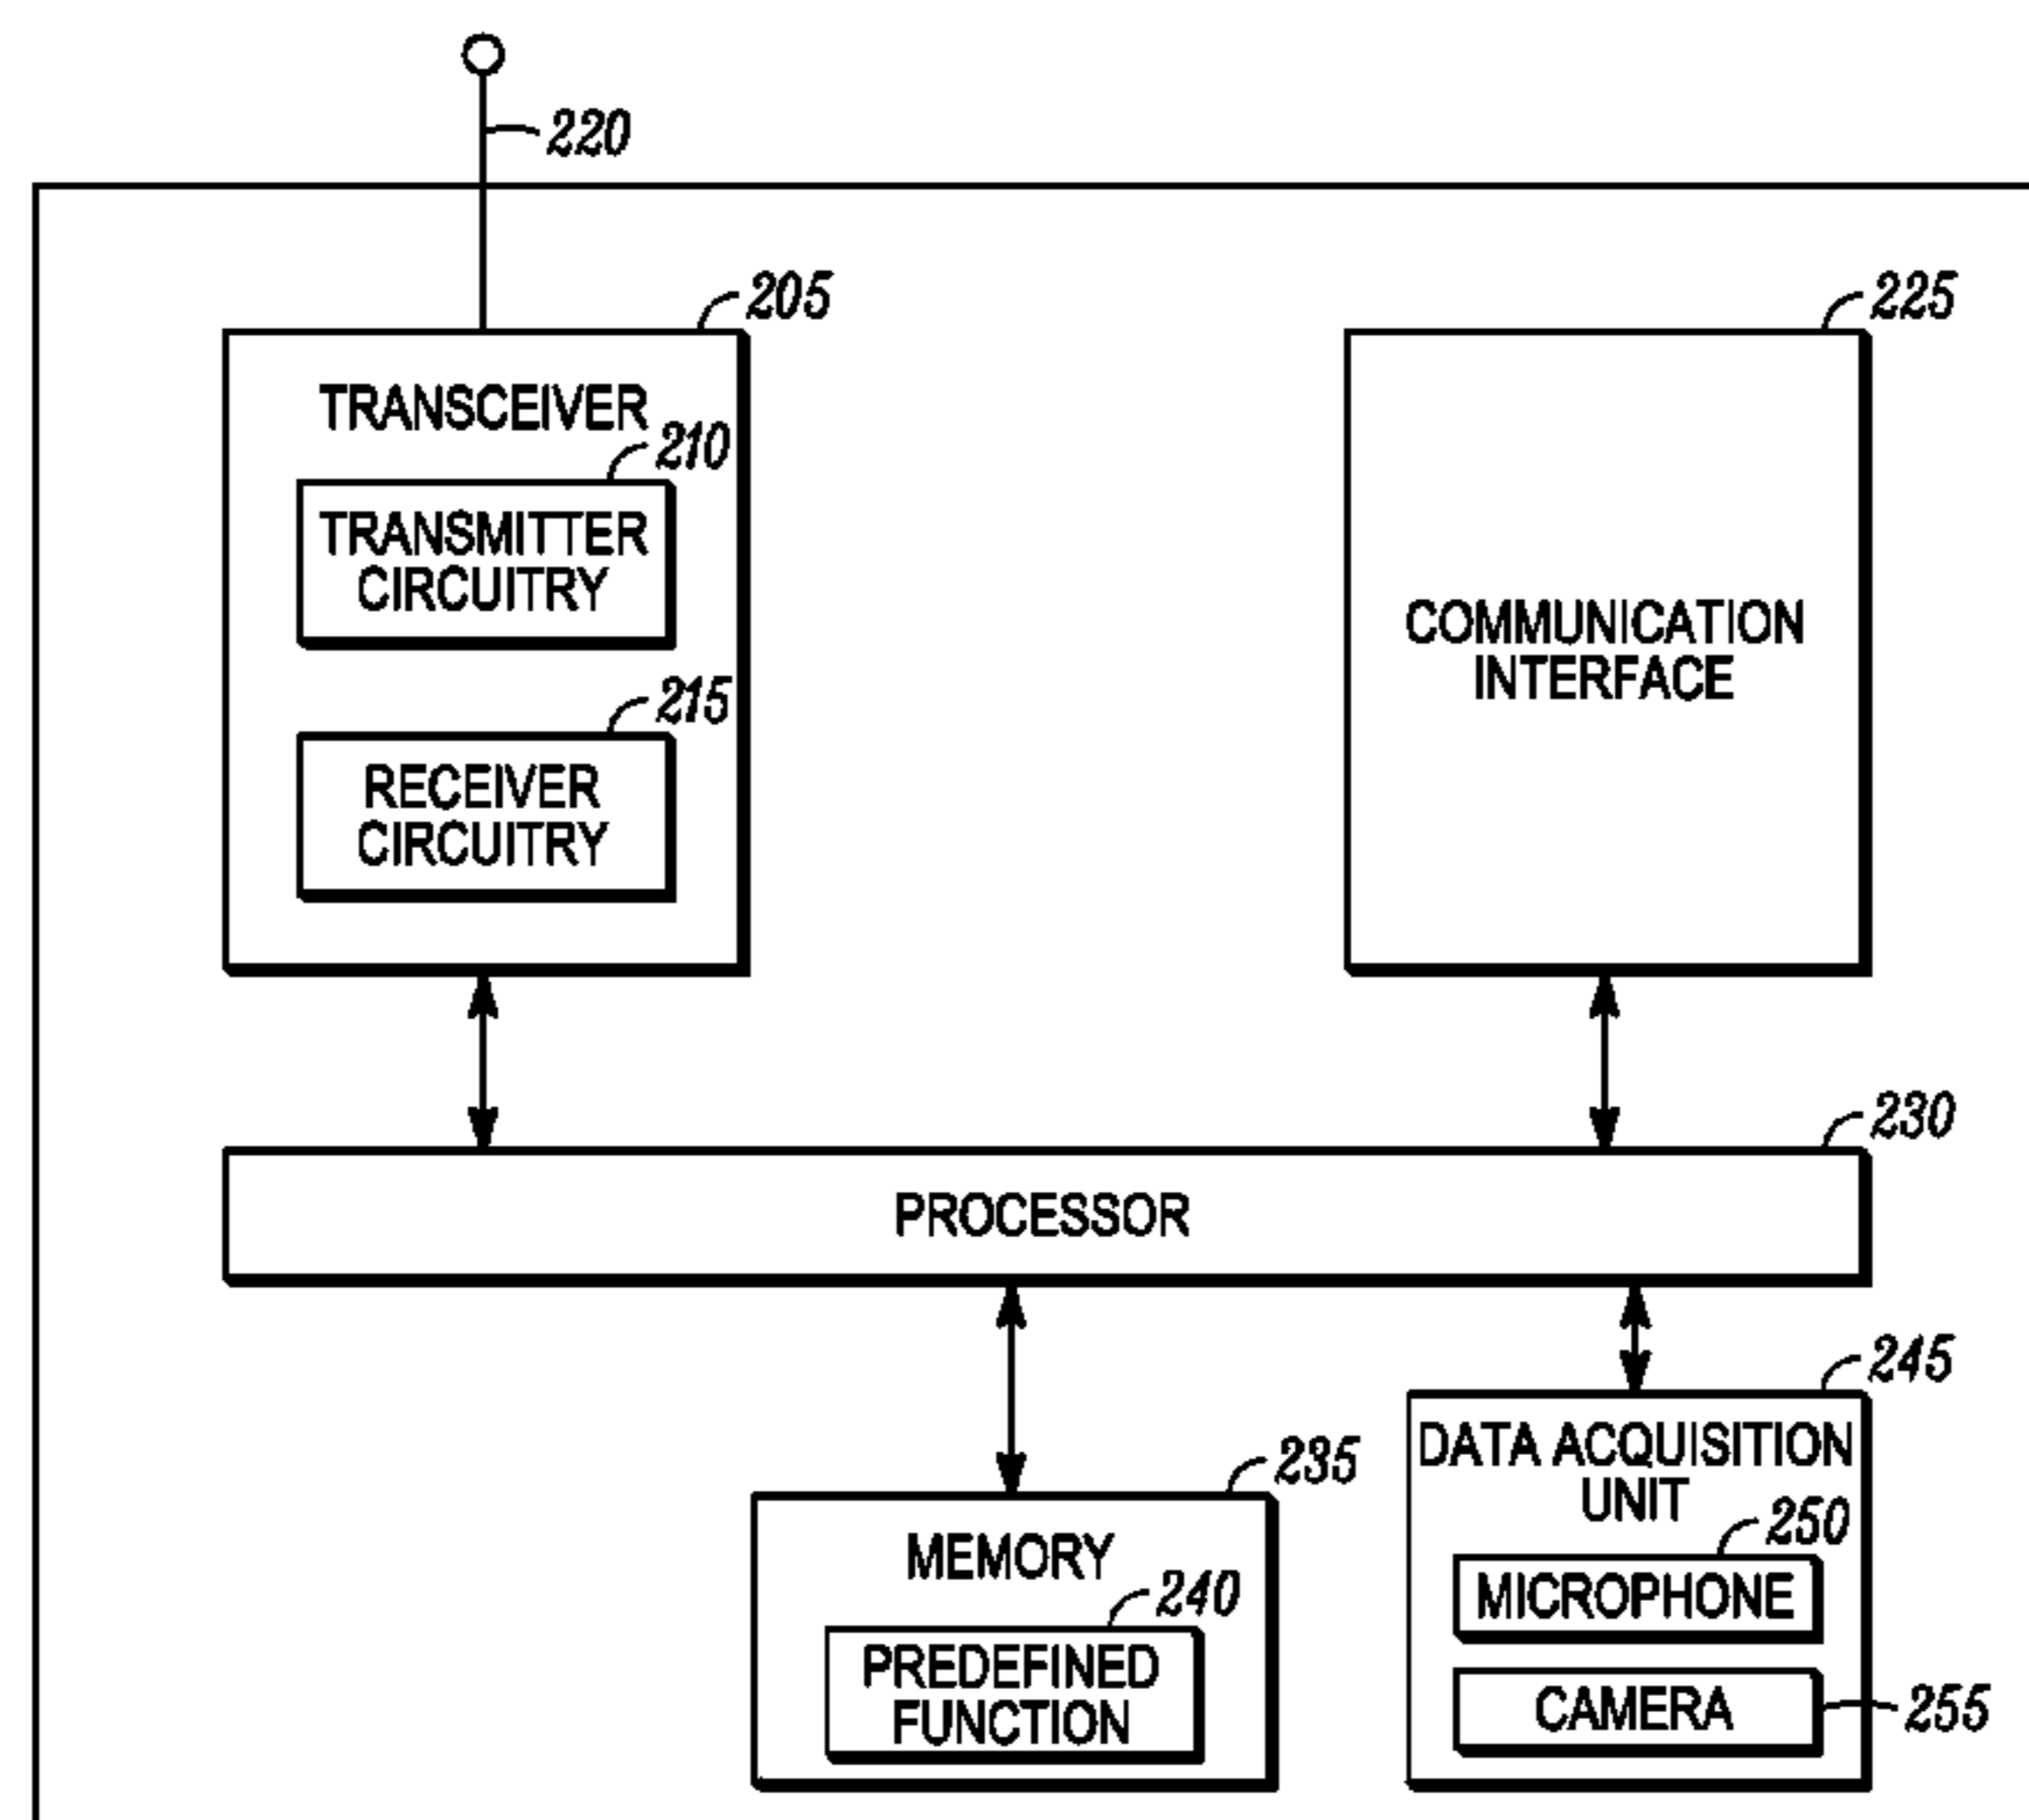 220
205
225
TRANSCEIVER
210
TRANSMITTER
CIRCUITRY
215
RECEIVER
CIRCUITRY
COMMUNICATION
INTERFACE
230
PROCESSOR
235
MEMORY
240
PREDEFINED
FUNCTION
245
DATA ACQUISITION
UNIT
250
MICROPHONE
CAMERA
255